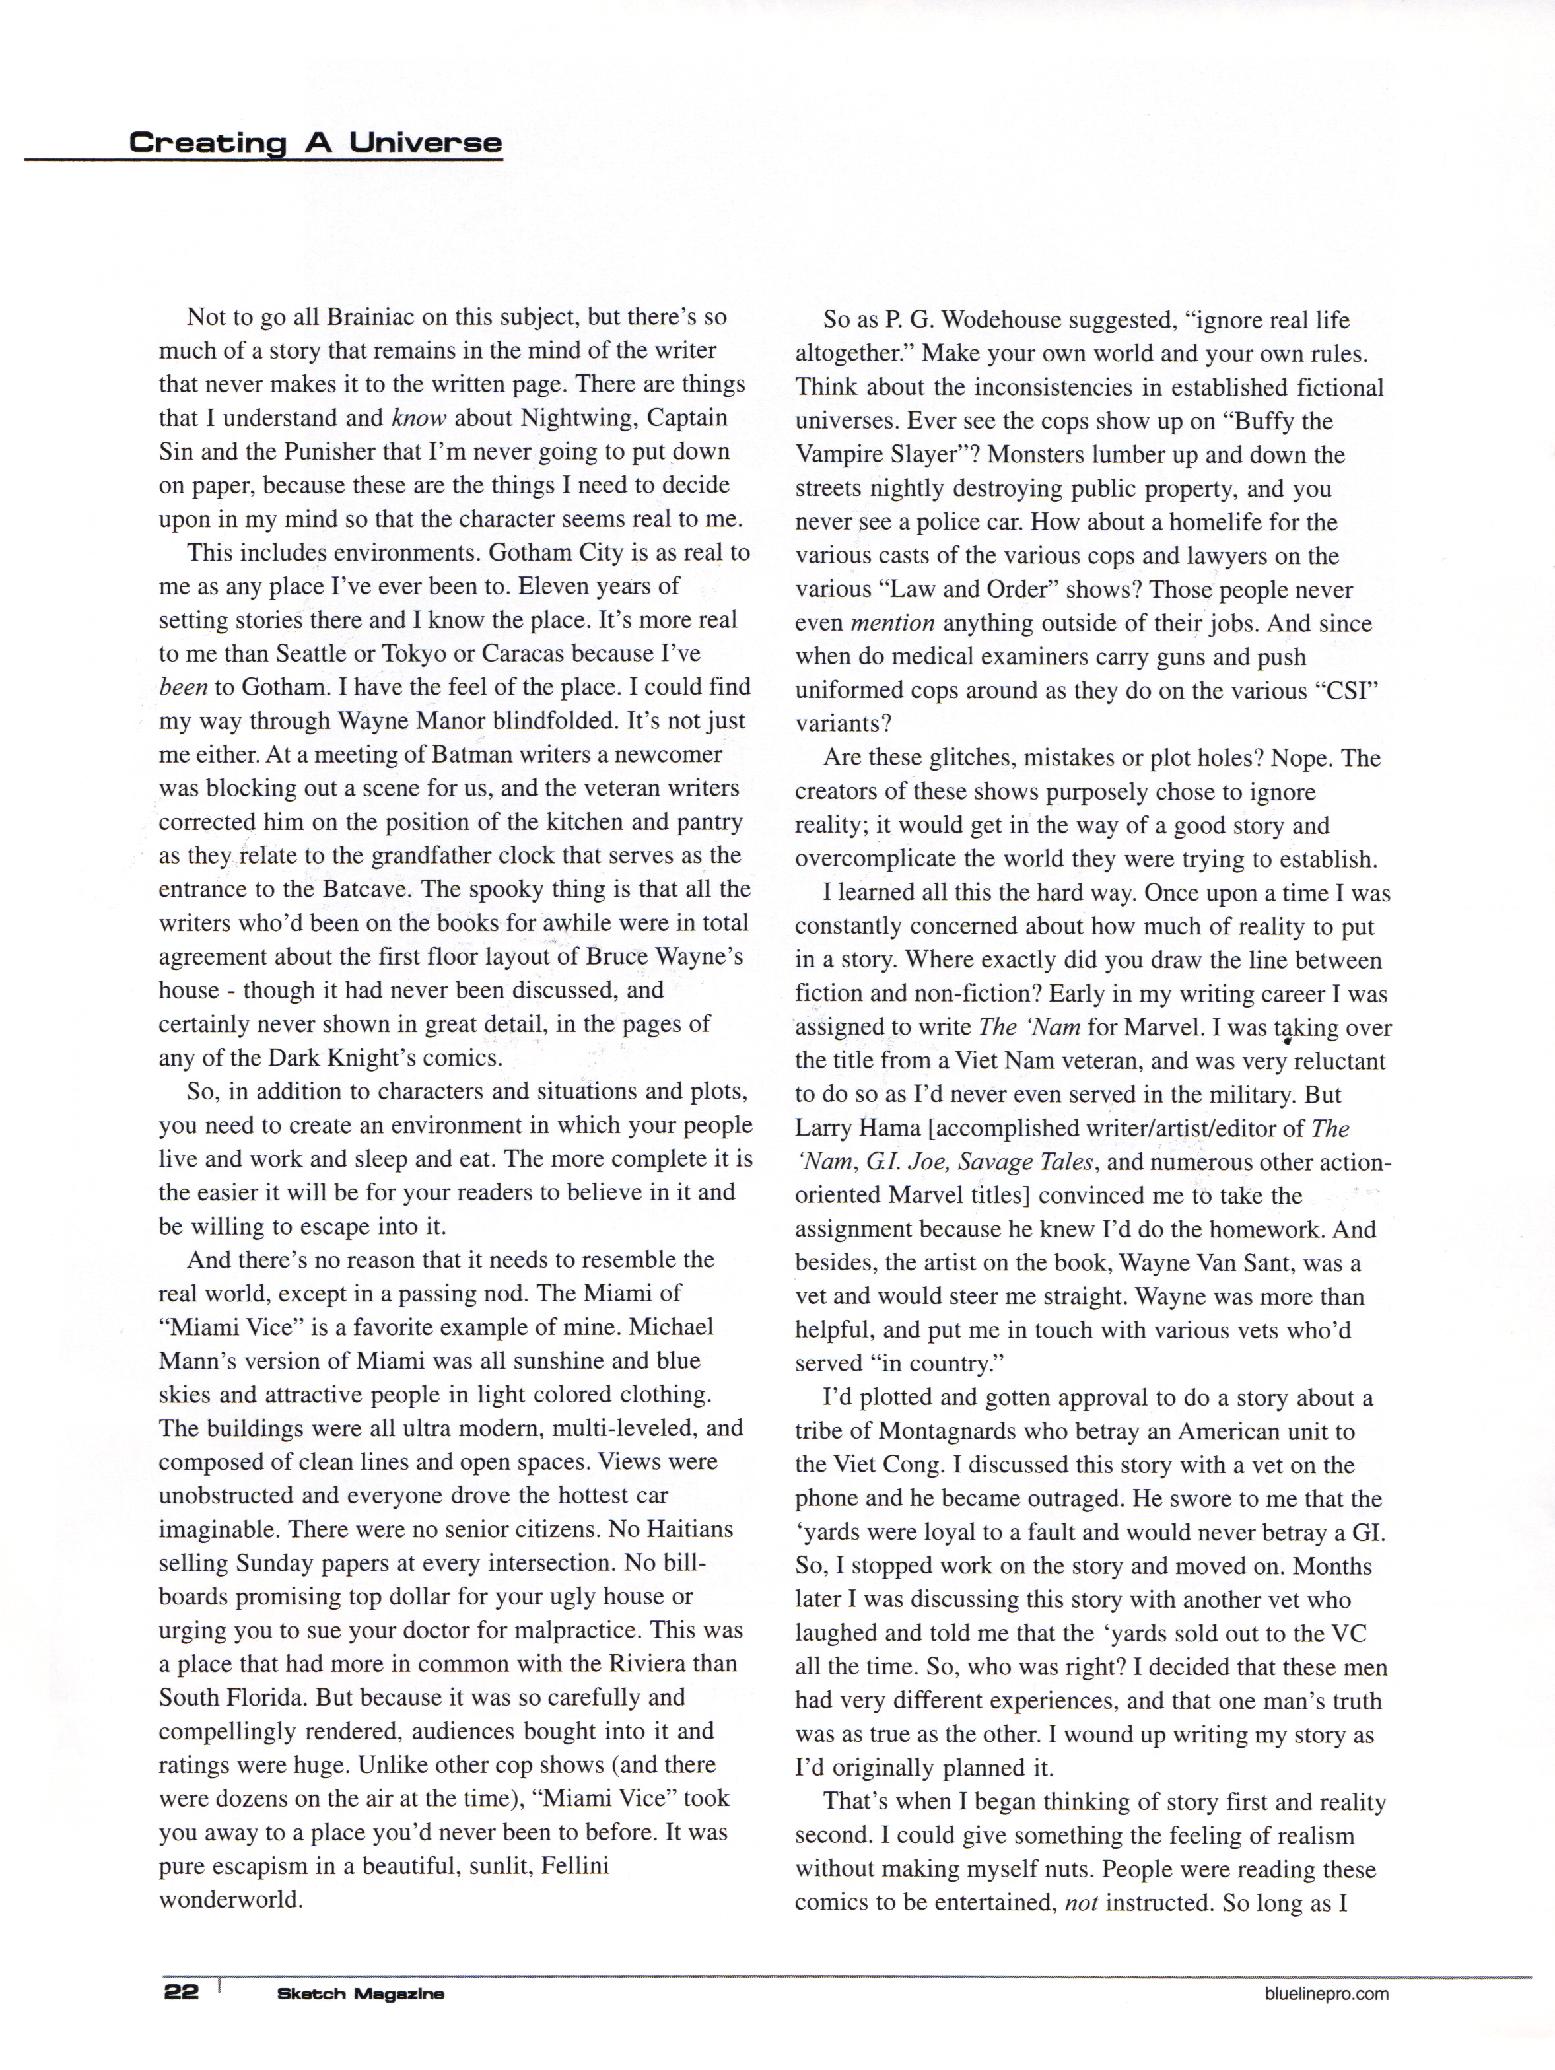 Creating A Universe
Not to go all Brainiac on this subject, but there's so
much of a story that remains in the mind of the writer
that never makes it to the written page. There are things
that I understand and know about Nightwing, Captain
Sin and the Punisher that I'm never going to put down
on paper, because these are the things I need to decide
upon in my mind so that the character seems real to me.
This includes environments. Gotham City is as real to
me as any place I've ever been to. Eleven years of
setting stories there and I know the place. It's more real
to me than Seattle or Tokyo or Caracas because I've
been to Gotham. I have the feel of the place. I could find
my way through Wayne Manor blindfolded. It's not just
me either. At a meeting of Batman writers a newcomer
was blocking out a scene for us, and the veteran writers
corrected him on the position of the kitchen and pantry
as they relate to the grandfather clock that serves as the
entrance to the Batcave. The spooky thing is that all the
writers who'd been on the books for awhile were in total
agreement about the first floor layout of Bruce Wayne's
house - though it had never been discussed, and
certainly never shown in great detail, in the pages of
any of the Dark Knight's comics.
So, in addition to characters and situations and plots,
you need to create an environment in which your people
live and work and sleep and eat. The more complete it is
the easier it will be for your readers to believe in it and
be willing to escape into it.
And there's no reason that it needs to resemble the
real world, except in a passing nod. The Miami of
“Miami Vice” is a favorite example of mine. Michael
Mann's version of Miami was all sunshine and blue
skies and attractive people in light colored clothing.
The buildings were all ultra modern, multi-leveled, and
composed of clean lines and open spaces. Views were
unobstructed and everyone drove the hottest car
imaginable. There were no senior citizens. No Haitians
selling Sunday papers at every intersection. No bill-
boards promising top dollar for your ugly house or
urging you to sue your doctor for malpractice. This was
a place that had more in common with the Riviera than
South Florida. But because it was so carefully and
compellingly rendered, audiences bought into it and
ratings were huge. Unlike other cop shows (and there
were dozens on the air at the time), “Miami Vice” took
you away to a place you'd never been to before. It was
pure escapism in a beautiful, sunlit, Fellini
wonderworld.
So as P. G. Wodehouse suggested, “ignore real life
altogether.” Make your own world and your own rules.
Think about the inconsistencies in established fictional
universes. Ever see the cops show up on “Buffy the
Vampire Slayer”? Monsters lumber up and down the
streets nightly destroying public property, and you
never see a police car. How about a homelife for the
various casts of the various cops and lawyers on the
various “Law and Order” shows? Those people never
even mention anything outside of their jobs. And since
when do medical examiners carry guns and push
uniformed cops around as they do on the various “CSI”
variants?
Are these glitches, mistakes or plot holes? Nope. The
creators of these shows purposely chose to ignore
reality; it would get in the way of a good story and
overcomplicate the world they were trying to establish.
I learned all this the hard way. Once upon a time I was
constantly concerned about how much of reality to put
in a story. Where exactly did you draw the line between
fiction and non-fiction? Early in my writing career I was
assigned to write The ‘Nam for Marvel. I was taking over
the title from a Viet Nam veteran, and was very reluctant
to do so as I'd never even served in the military. But
Larry Hama [accomplished writer/artist/editor of The
‘Nam, G.I. Joe, Savage Tales, and numerous other action-
oriented Marvel titles] convinced me to take the
assignment because he knew I'd do the homework. And
besides, the artist on the book, Wayne Van Sant, was a
vet and would steer me straight. Wayne was more than
helpful, and put me in touch with various vets who'd
served “in country.”
I'd plotted and gotten approval to do a story about a
tribe of Montagnards who betray an American unit to
the Viet Cong. I discussed this story with a vet on the
phone and he became outraged. He swore to me that the
‘yards were loyal to a fault and would never betray a GI.
So, I stopped work on the story and moved on. Months
later I was discussing this story with another vet who
laughed and told me that the ‘yards sold out to the VC
all the time. So, who was right? I decided that these men
had very different experiences, and that one man's truth
was as true as the other. I wound up writing my story as
I'd originally planned it.
That's when I began thinking of story first and reality
second. I could give something the feeling of realism
without making myself nuts. People were reading these
comics to be entertained, not instructed. So long as I
22 Sketch Magazine blueliniepro.com